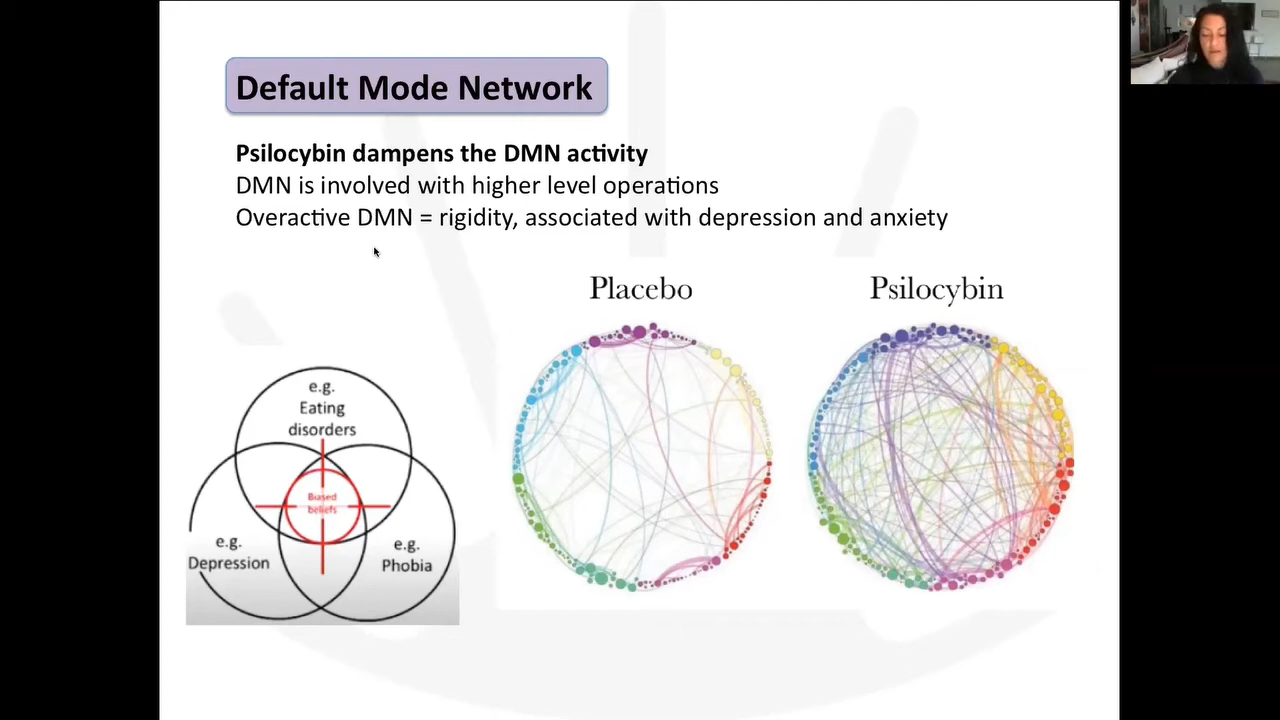 Default Mode Network
Psilocybin dampens the DMN activity
DMN is involved with higher level operations
Overactive DMN = rigidity, associated with depression and anxiety
Placebo
Psilocybin
e.g.
Eating
disorders
Biased
beliefs
e.g.
Depression
e.g.
Phobia